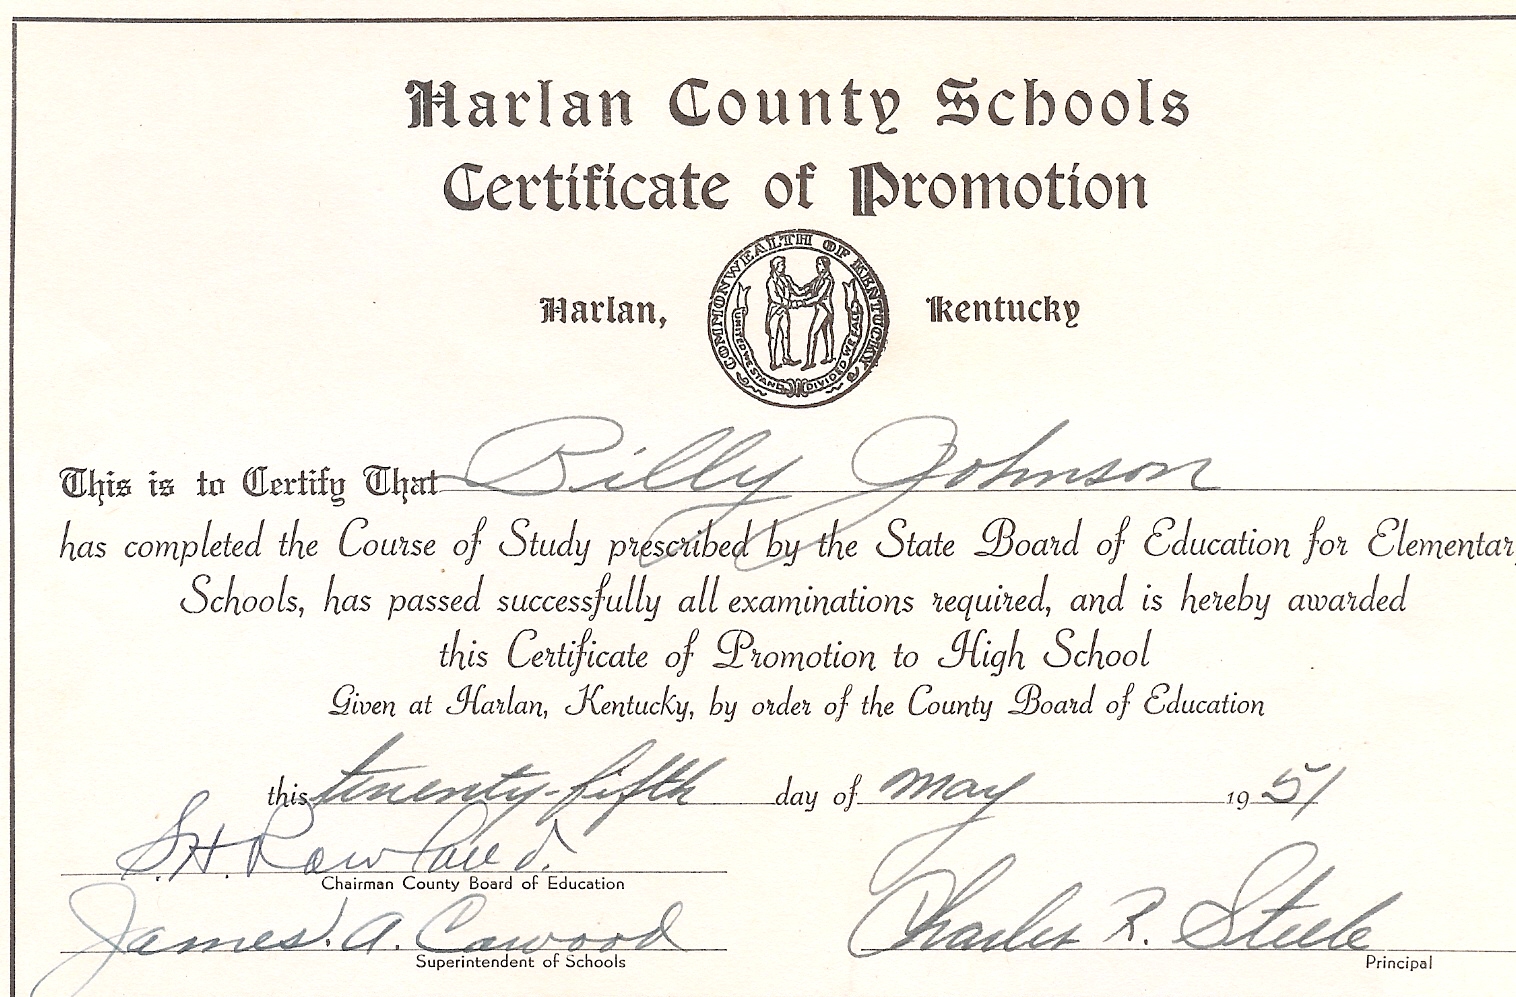 Harlan County Schools
Certificate of Promotion
COMMONWEALTH OF KENTUCKY
UNITED WE STAND DIVIDED WE FALL
Harlan, Kentucky
This is to Certify That Billy Johnson
has completed the Course of Study prescribed by the State Board of Education for Elementar
Schools, has passed successfully all examinations required, and is hereby awarded
this Certificate of Promotion to High School
Given at Harlan, Kentucky, by order of the County Board of Education
this twenty-fifth day of May 1951
S.H. Rowland.
Chairman County Board of Education
James. A. Cawood Charles R. Steele
Superintendent of Schools Principal